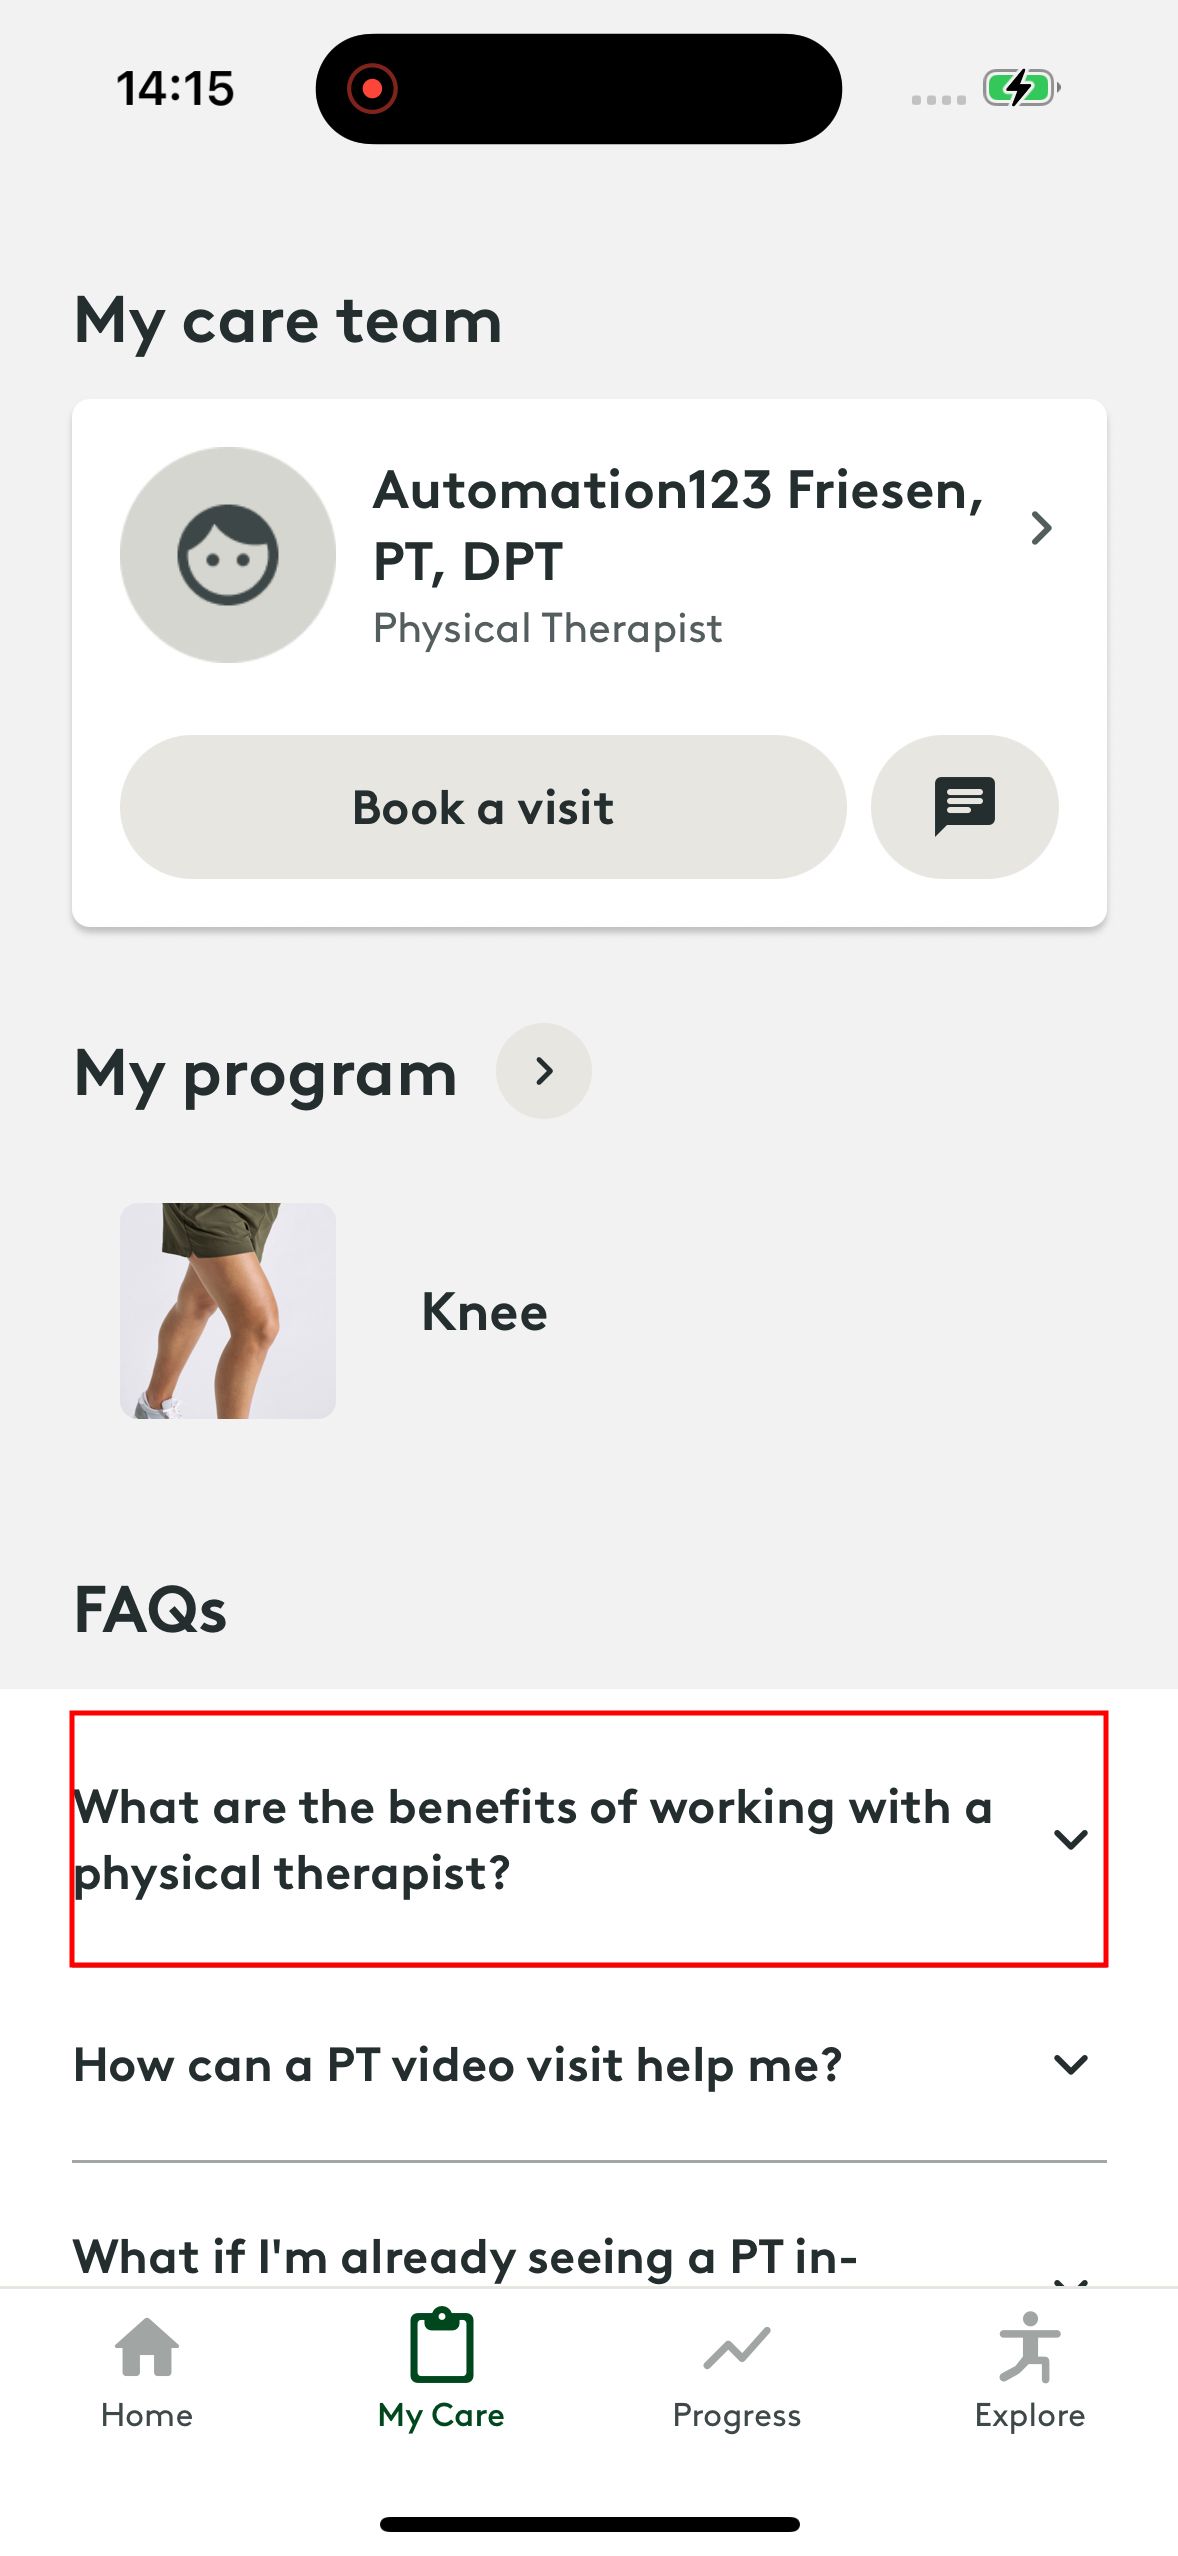 14:15
My care team
Automation123 Friesen,
PT, DPT
Physical Therapist
Book a visit
My program
Knee
FAQs
What are the benefits of working with a
physical therapist?
How can a PT video visit help me?
What if I'm already seeing a PT in-
Home
My Care
Progress
Explore